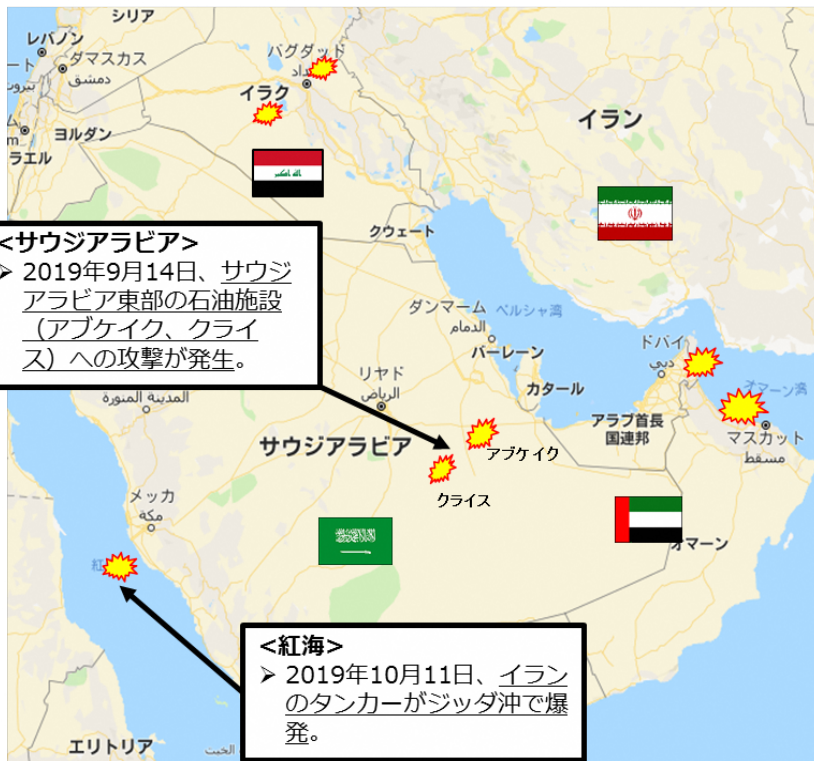 シリア
レバノン
ダマスカス
دمشق
バグダッド
イラク
イラン
ヨルダン
ラエル
クウェート
<サウジアラビア>
➢ 2019年9月14日、サウジ
アラビア東部の石油施設
（アブケイク、クライ
ス）への攻撃が発生。
ダンマーム
الدمام
ペルシャ湾
バーレーン
ドバイ
دبي
カタール
オマーン湾
リヤド
الرياض
المدينة المنورة
アラブ首長
国連邦
マスカット
مسقط
サウジアラビア
アブケイク
クライス
メッカ
مكة
オマーン
紅
<紅海>
➢ 2019年10月11日、イラン
のタンカーがジッダ沖で爆
発。
エリトリア
الخبت